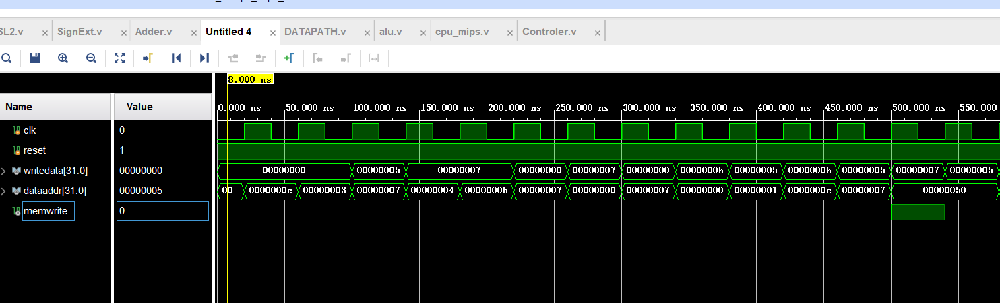 SL2.v × SignExt.v × Adder.v × Untitled 4 × DATAPATH.v × alu.v × cpu_mips.v × Controler.v ×
8.000 ns
Name Value 0.000 ns 50.000 ns 100.000 ns 150.000 ns 200.000 ns 250.000 ns 300.000 ns 350.000 ns 400.000 ns 450.000 ns 500.000 ns 550.000
clk 0
reset 1
writedata[31:0] 00000000 00000000 00000005 00000007 00000000 00000007 00000000 0000000b 00000005 0000000b 00000005 00000007 00000005
dataaddr[31:0] 00000005 00 0000000c 00000003 00000007 00000004 0000000b 00000007 00000000 00000007 00000000 00000001 0000000c 00000007 00000050
memwrite 0